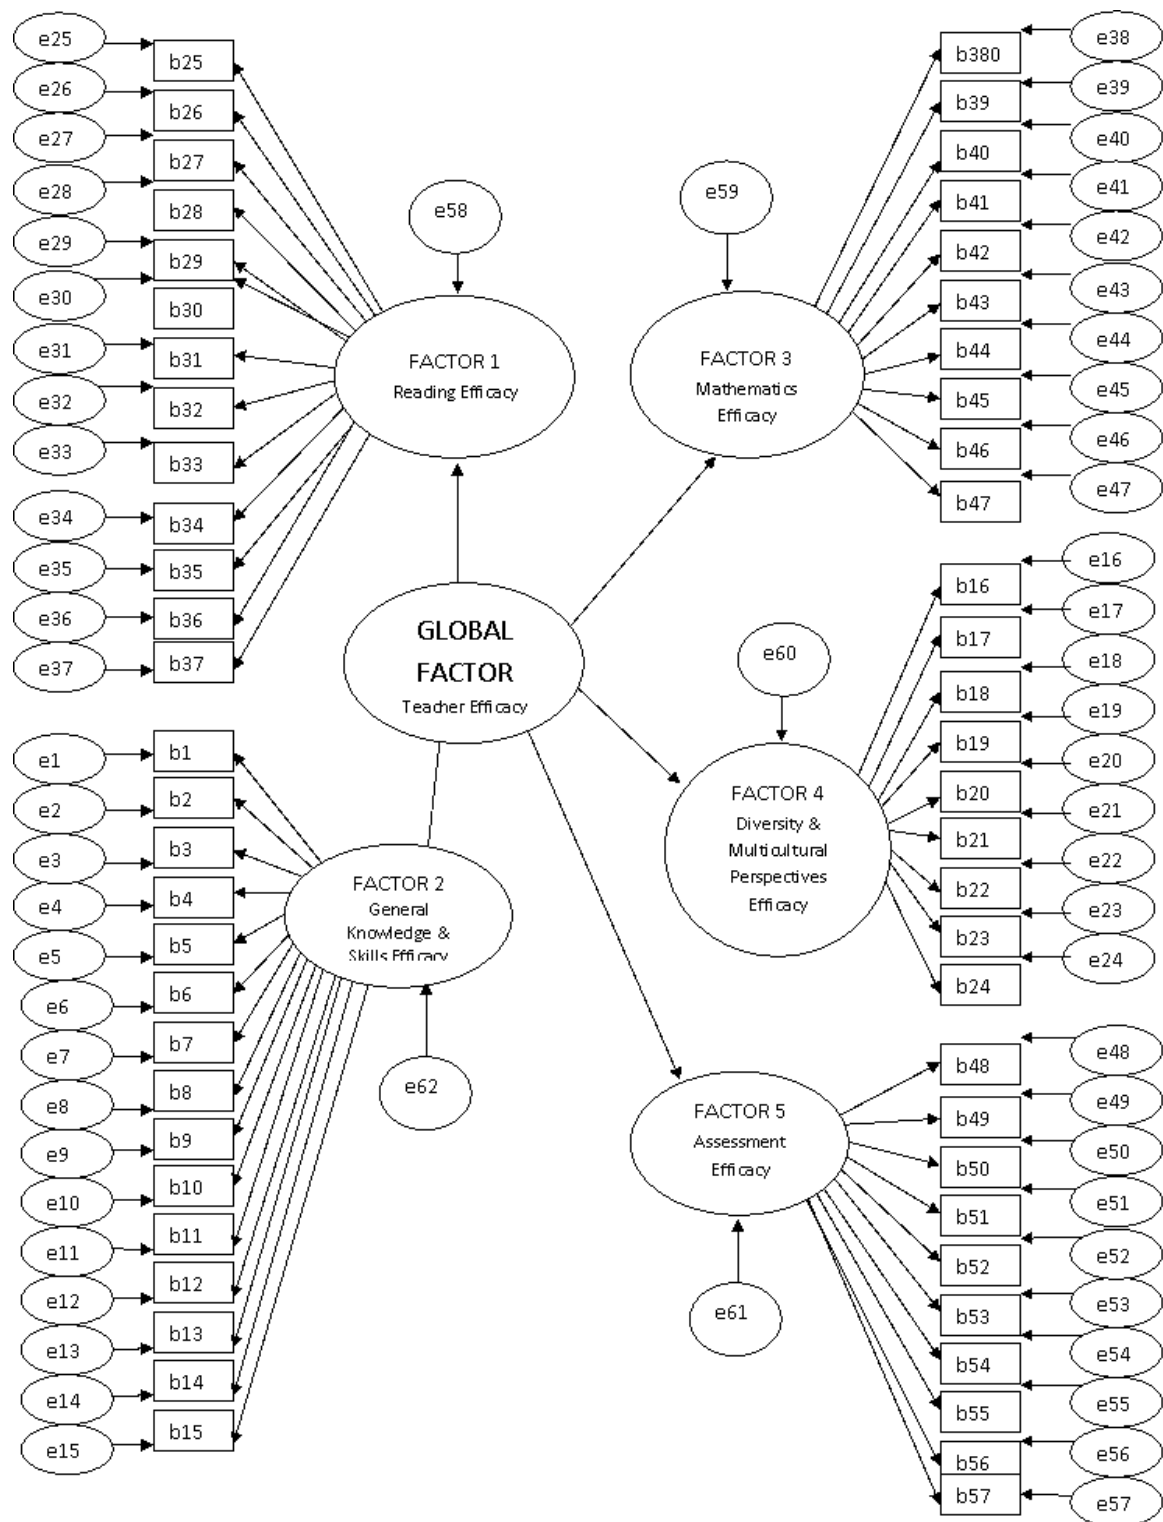 e25
b25
e26
b26
e27
b27
e28
b28
e29
b29
e30
b30
e31
b31
e32
b32
e33
b33
e34
b34
e35
b35
e36
b36
e37
b37
e58
FACTOR 1
Reading Efficacy
e59
FACTOR 3
Mathematics
Efficacy
b380
e38
b39
e39
b40
e40
b41
e41
b42
e42
b43
e43
b44
e44
b45
e45
b46
e46
b47
e47
GLOBAL
FACTOR
Teacher Efficacy
e1
b1
e2
b2
e3
b3
e4
b4
e5
b5
e6
b6
e7
b7
e8
b8
e9
b9
e10
b10
e11
b11
e12
b12
e13
b13
e14
b14
e15
b15
FACTOR 2
General
Knowledge &
Skills Efficacy
e62
e60
FACTOR 4
Diversity &
Multicultural
Perspectives
Efficacy
b16
e16
b17
e17
b18
e18
b19
e19
b20
e20
b21
e21
b22
e22
b23
e23
b24
e24
FACTOR 5
Assessment
Efficacy
e61
b48
e48
b49
e49
b50
e50
b51
e51
b52
e52
b53
e53
b54
e54
b55
e55
b56
e56
b57
e57